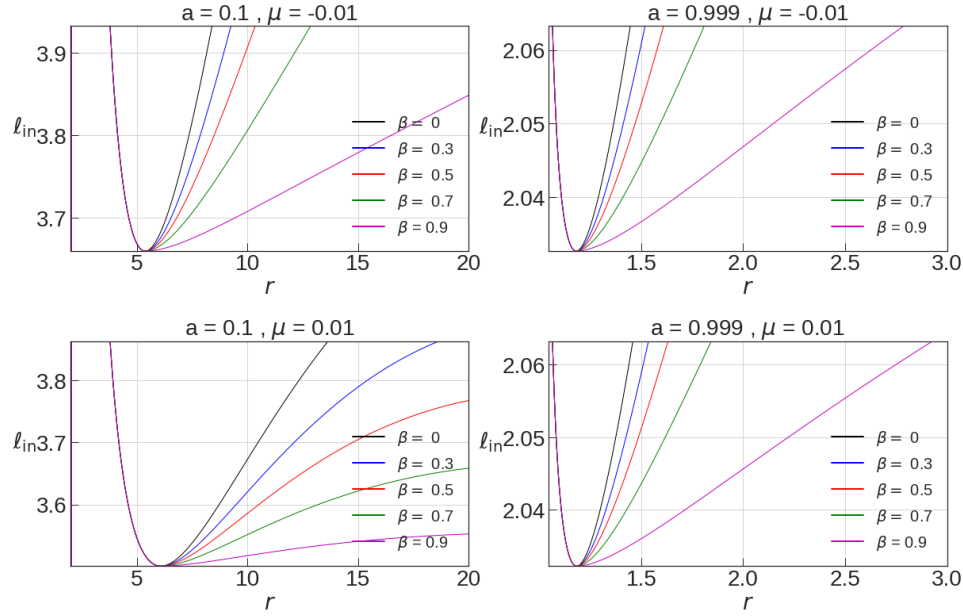 a = 0.1 , μ = -0.01
3.9
3.8
3.7
ℓin
5
10
15
20
r
β = 0
β = 0.3
β = 0.5
β = 0.7
β = 0.9
a = 0.999 , μ = -0.01
2.06
2.05
2.04
ℓin
1.5
2.0
2.5
3.0
r
β = 0
β = 0.3
β = 0.5
β = 0.7
β = 0.9
a = 0.1 , μ = 0.01
3.8
3.7
3.6
ℓin
5
10
15
20
r
β = 0
β = 0.3
β = 0.5
β = 0.7
β = 0.9
a = 0.999 , μ = 0.01
2.06
2.05
2.04
ℓin
1.5
2.0
2.5
3.0
r
β = 0
β = 0.3
β = 0.5
β = 0.7
β = 0.9